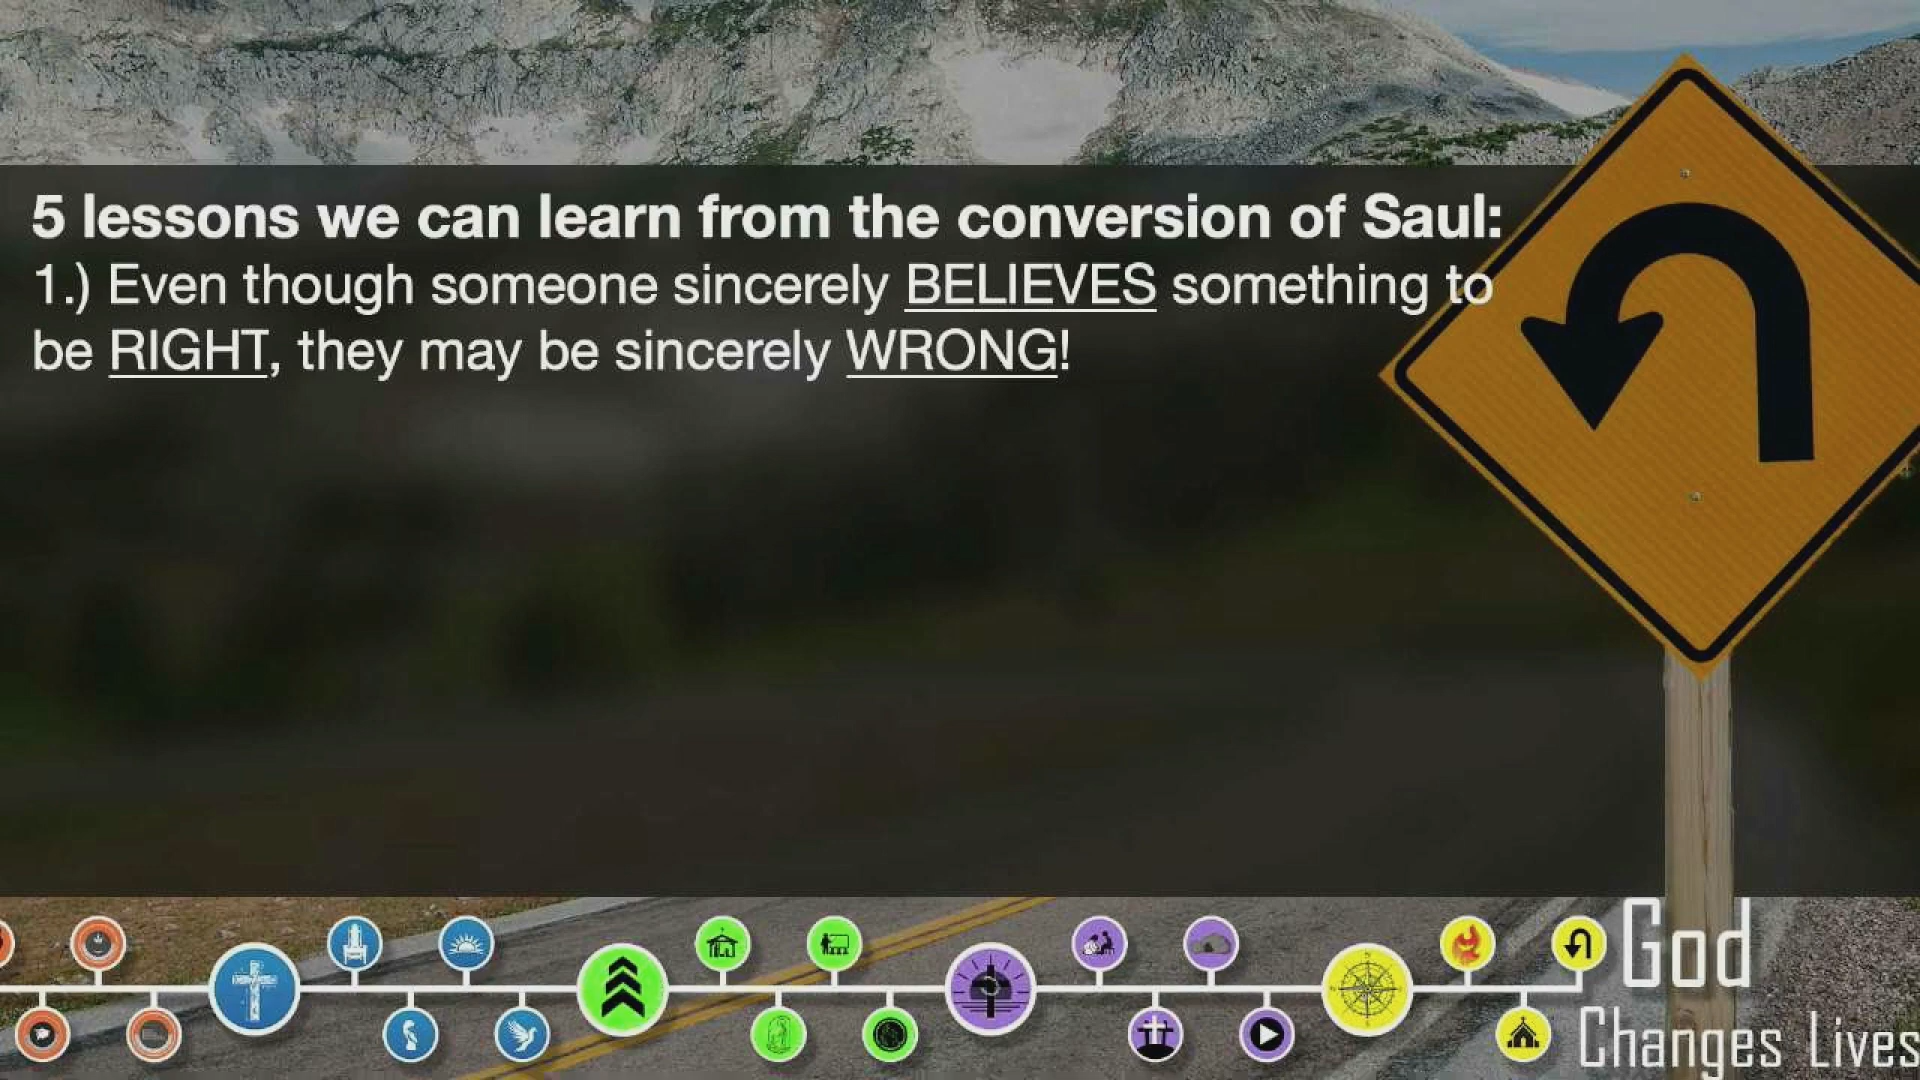 5 lessons we can learn from the conversion of Saul:
1.) Even though someone sincerely BELIEVES something to
be RIGHT, they may be sincerely WRONG!
God
Changes Lives